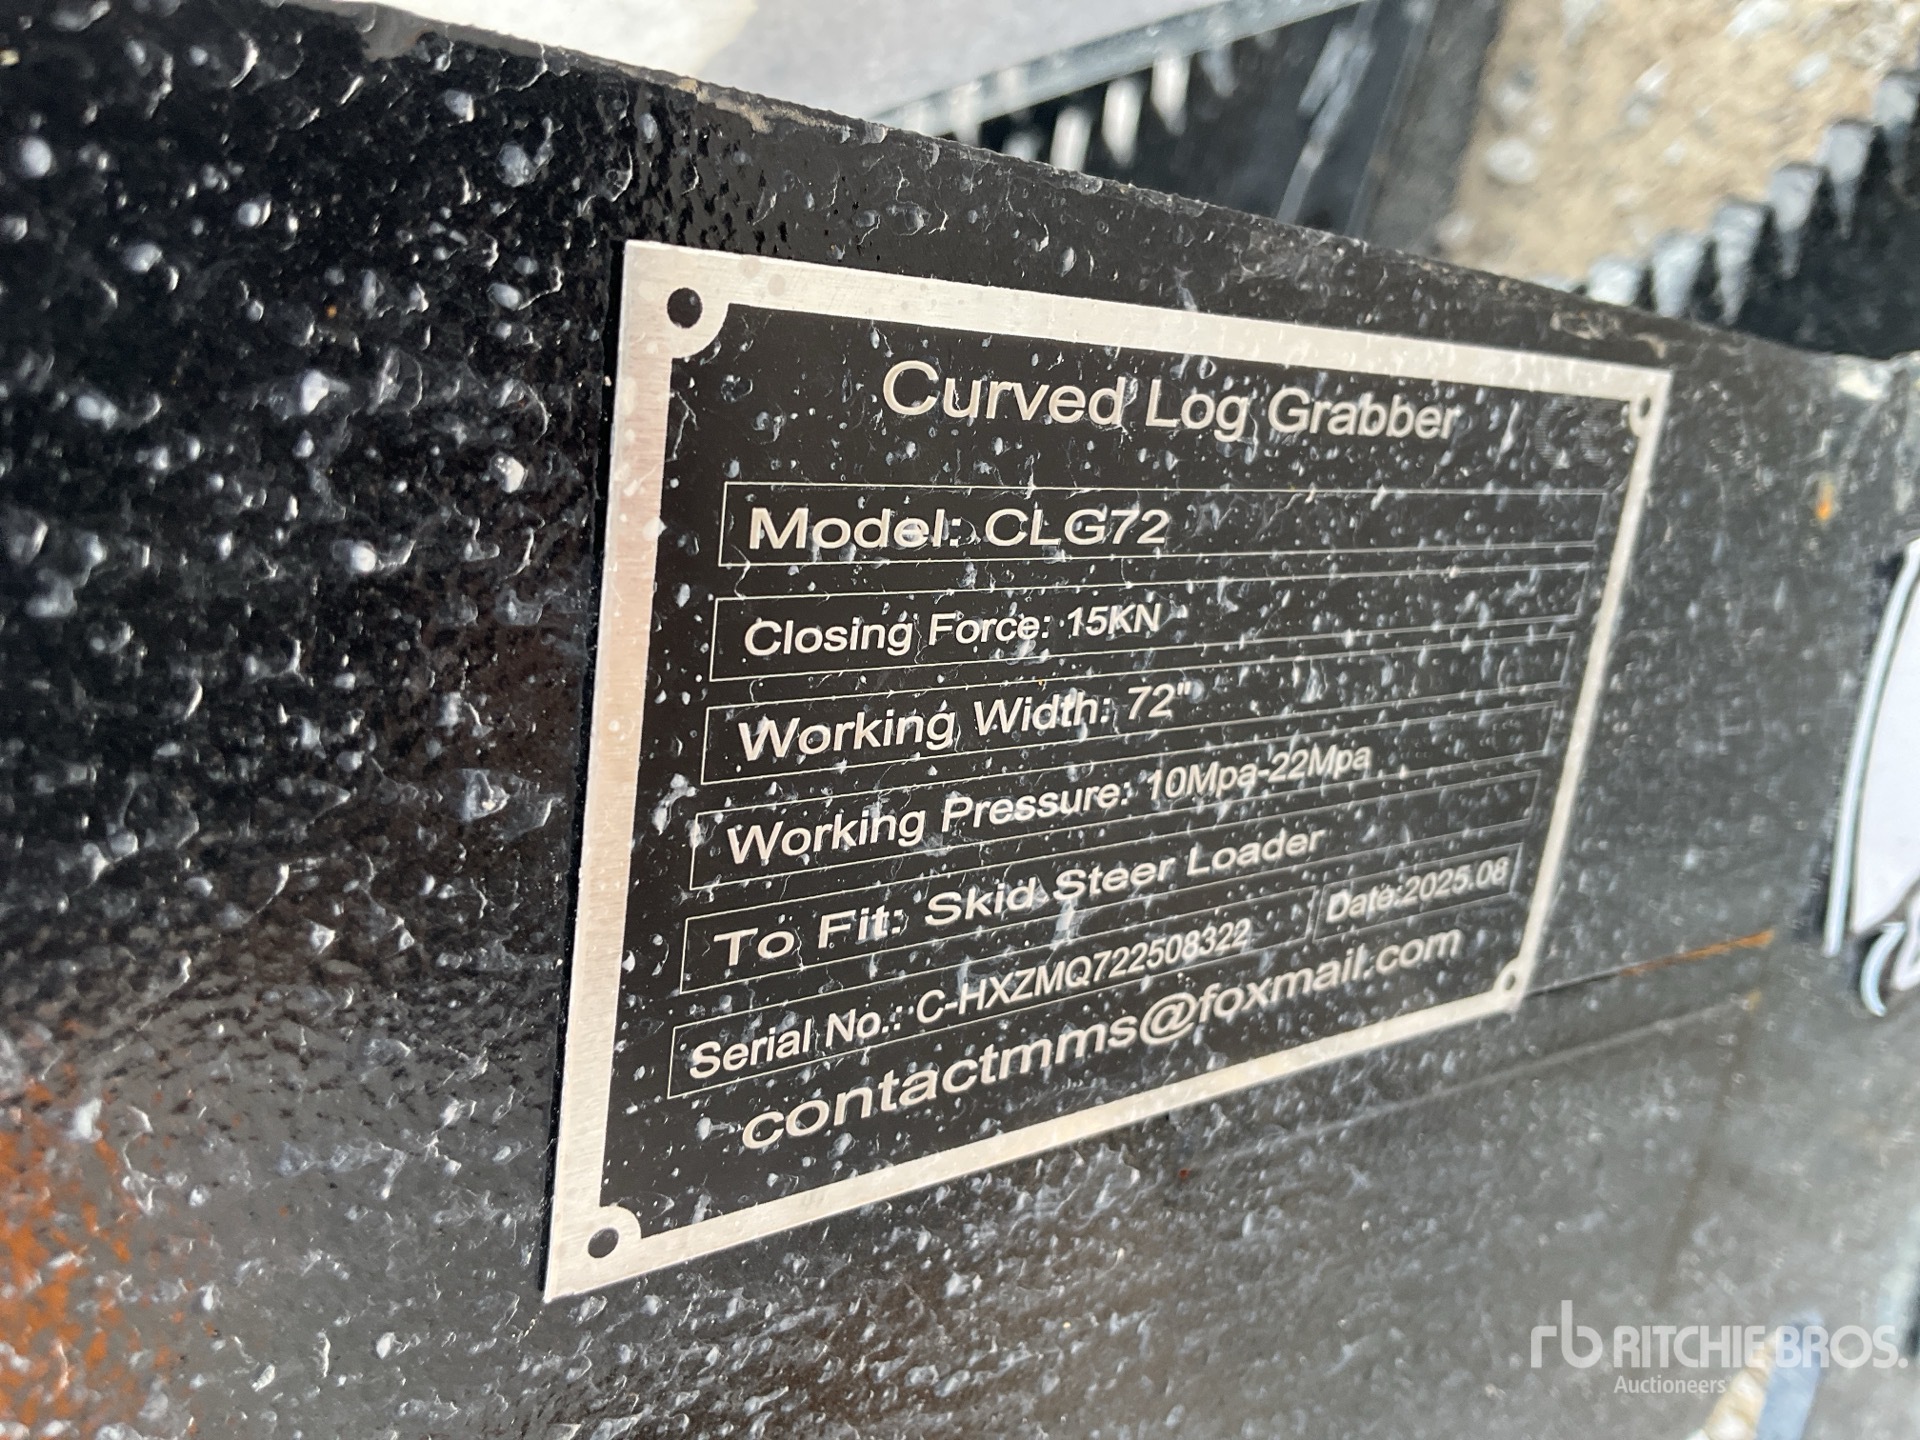 Curved Log Grabber
Model: CLG72
Closing Force: 15KN
Working Width: 72"
Working Pressure: 10Mpa-22Mpa
To Fit: Skid Steer Loader
Serial No.: C-HXZMQ722508322 Date:2025.08
contactmms@foxmail.com
rb RITCHIE BROS.
Auctioneers